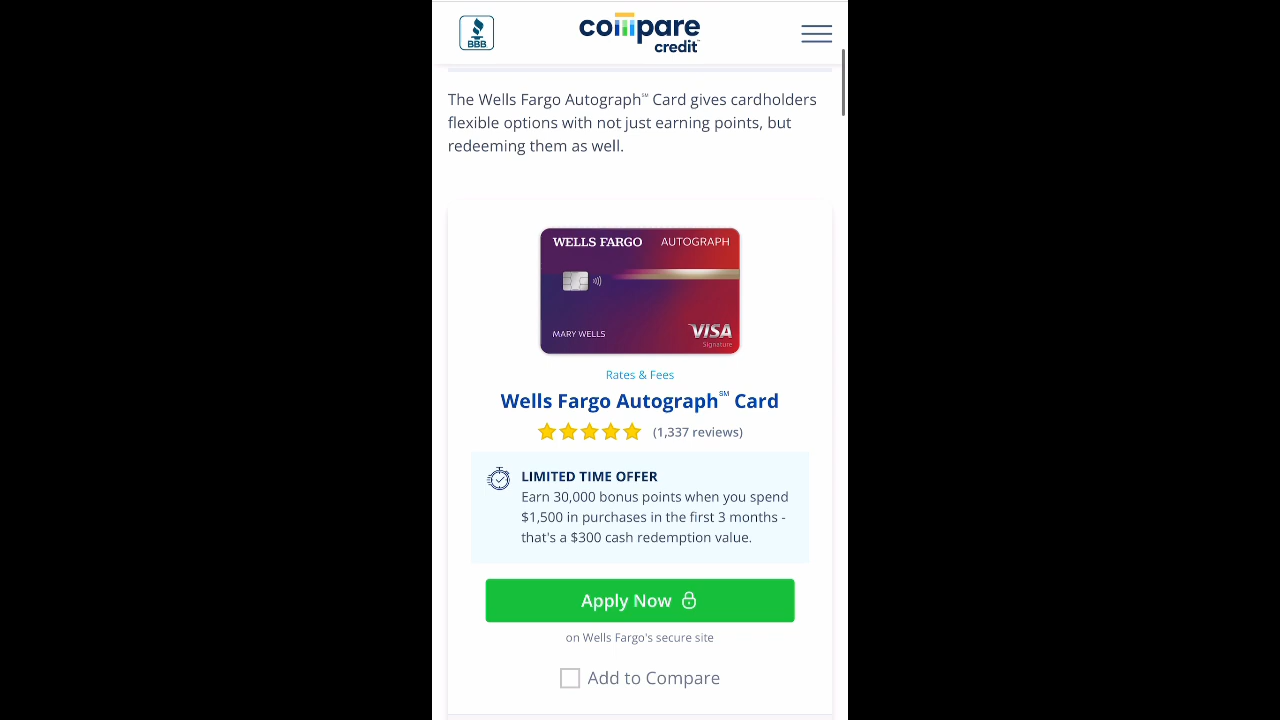 BBB
compare
credit™
The Wells Fargo Autograph℠ Card gives cardholders
flexible options with not just earning points, but
redeeming them as well.
WELLS FARGO AUTOGRAPH
MARY WELLS
VISA
Signature
Rates & Fees
Wells Fargo Autograph℠ Card
(1,337 reviews)
LIMITED TIME OFFER
Earn 30,000 bonus points when you spend
$1,500 in purchases in the first 3 months -
that's a $300 cash redemption value.
Apply Now
on Wells Fargo's secure site
Add to Compare